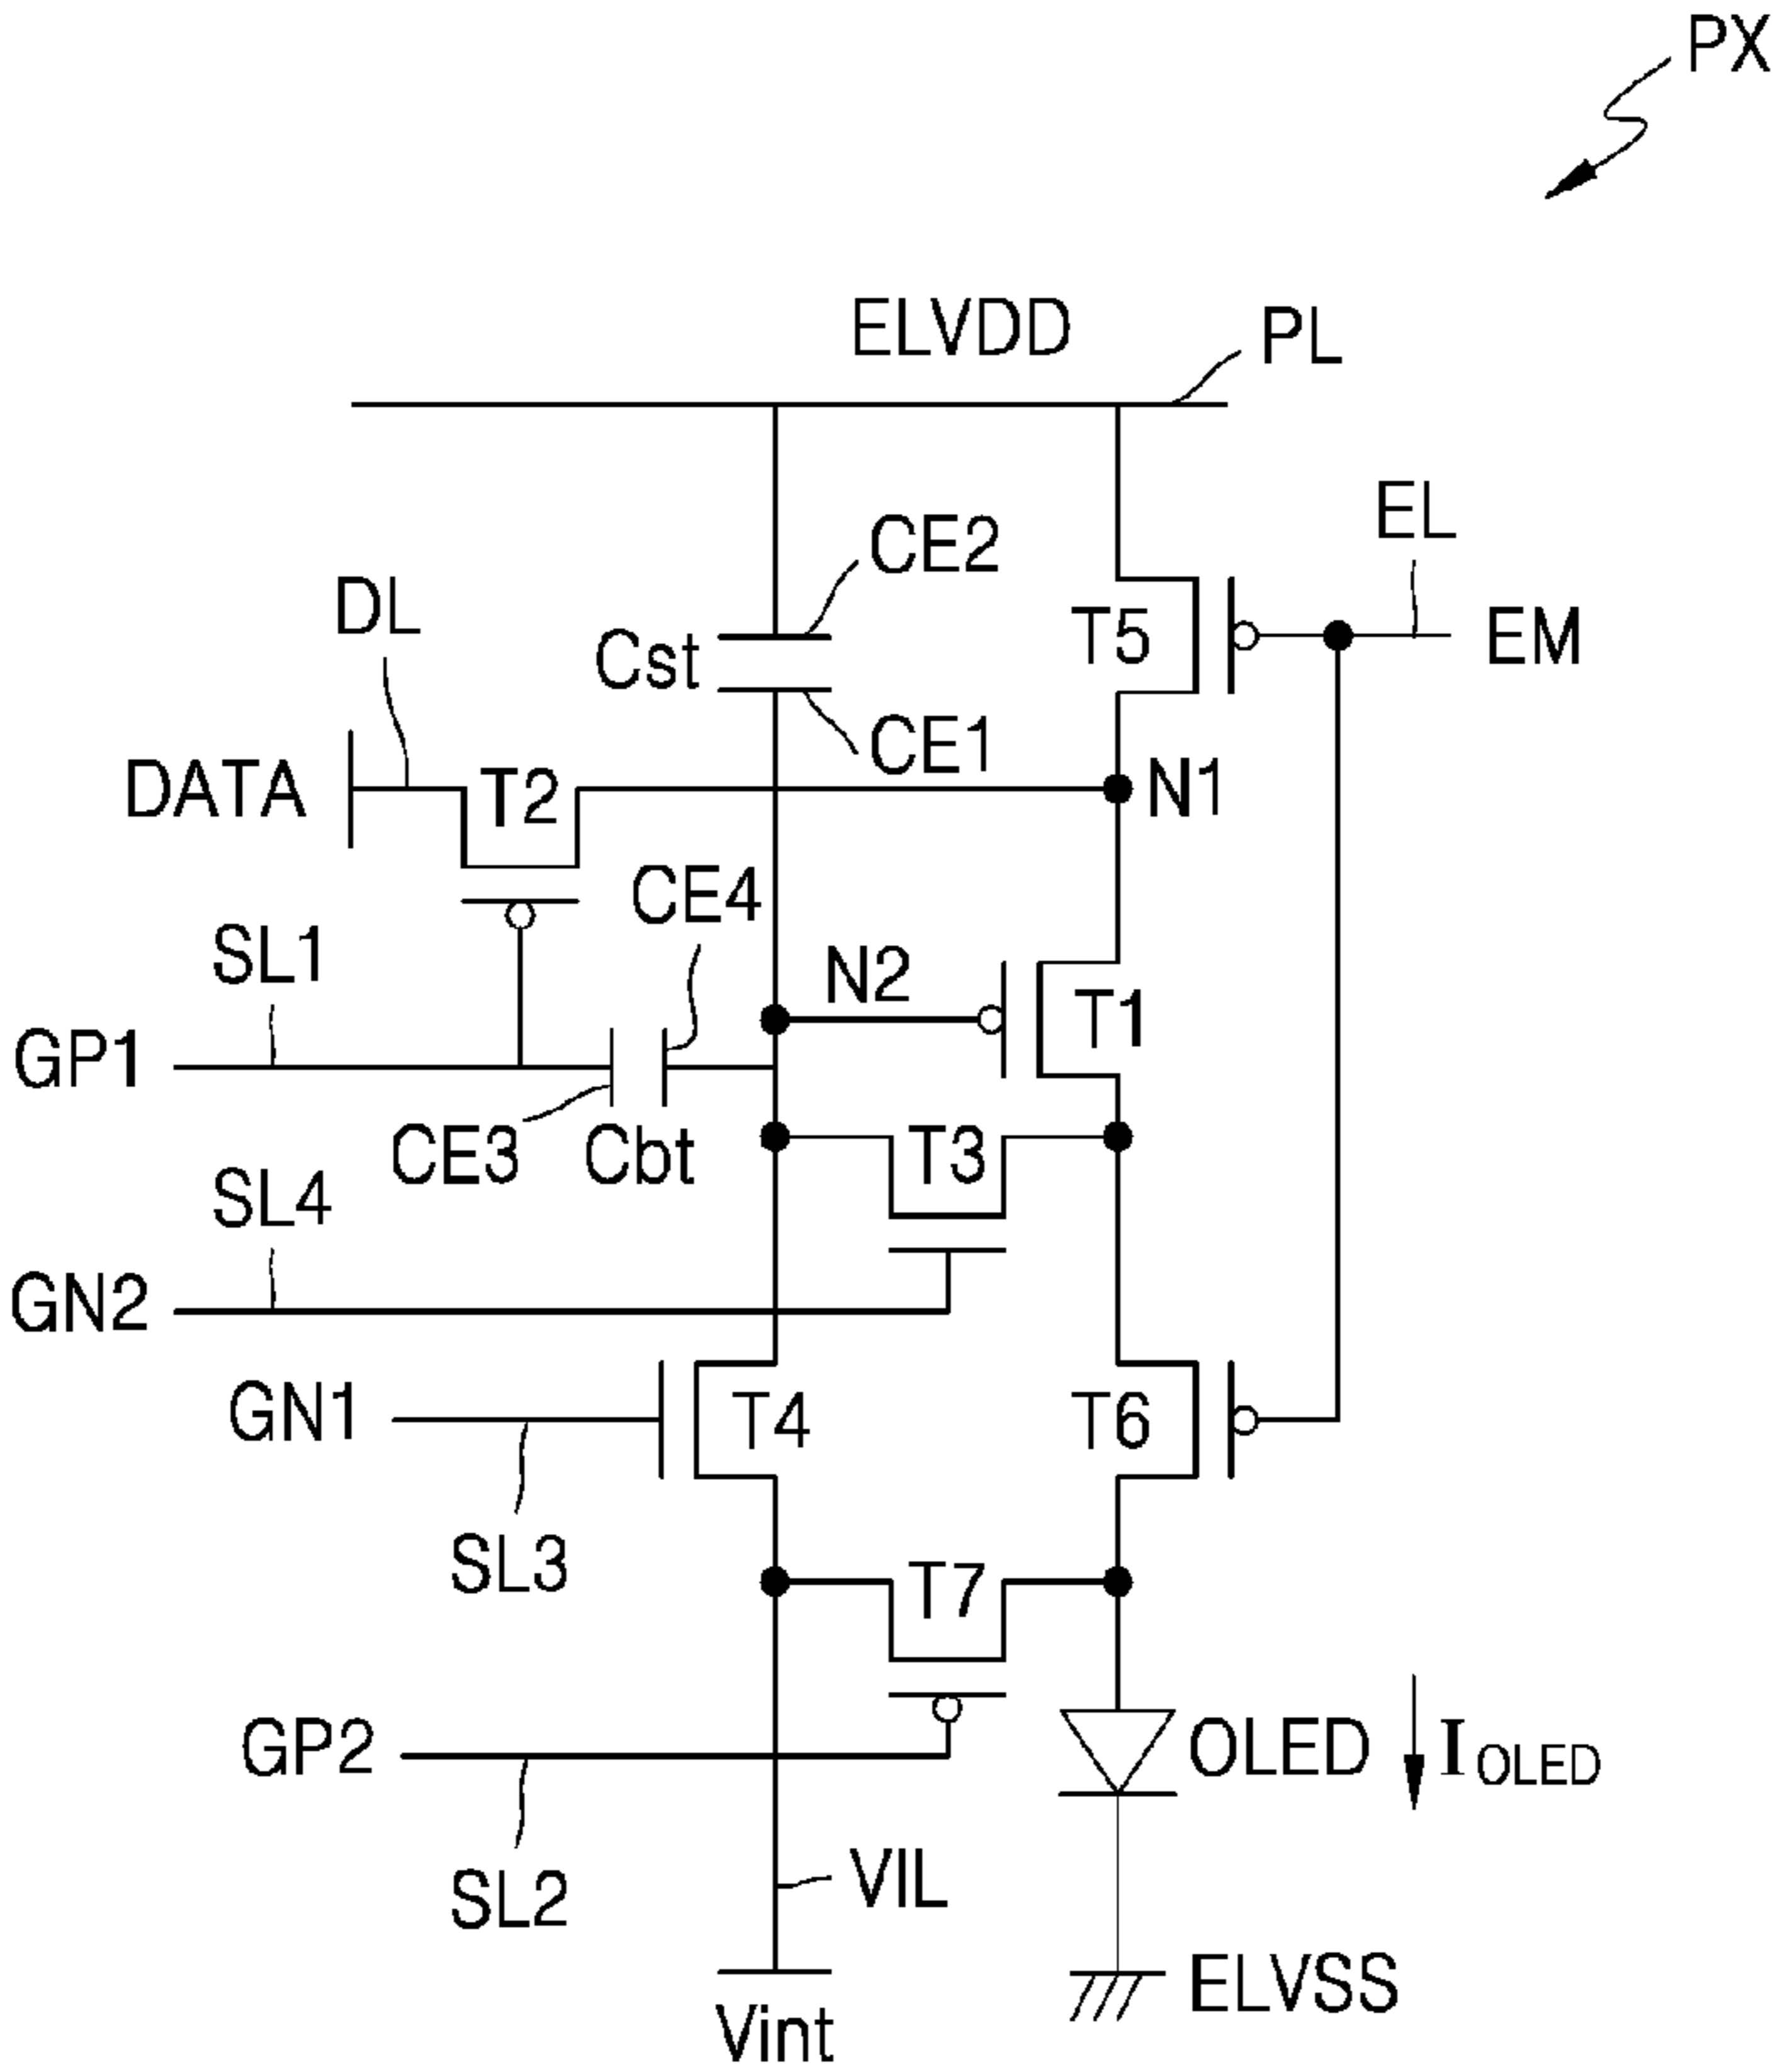 PX
ELVDD
PL
CE2
EL
DL
Cst
T5
EM
CE1
DATA
T2
N1
CE4
SL1
N2
T1
GP1
CE3
Cbt
T3
SL4
GN2
GN1
T4
T6
SL3
T7
GP2
OLED
I OLED
SL2
VIL
ELVSS
Vint